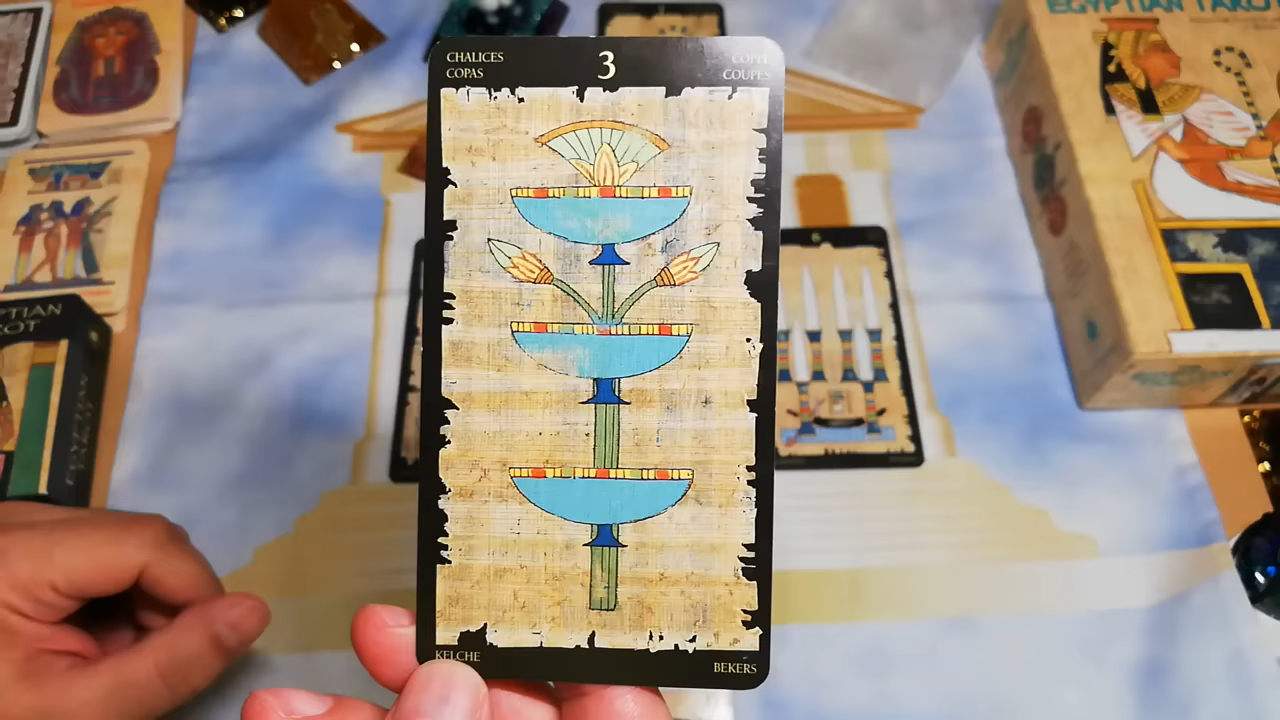 CHALICES
COPAS
3
COPPE
COUPES
KELCHE
BEKERS
EGYPTIAN TAROT